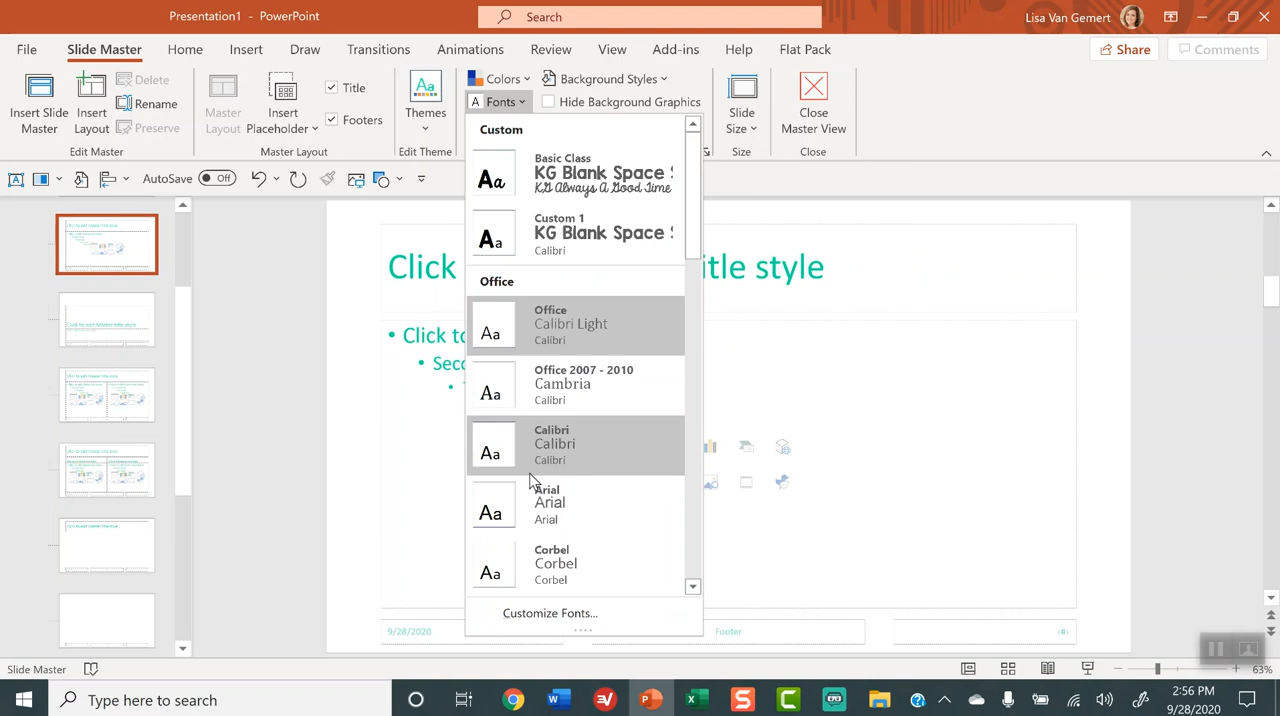 Presentation1 - PowerPoint
Search
Lisa Van Gemert
File
Slide Master
Home
Insert
Draw
Transitions
Animations
Review
View
Add-ins
Help
Flat Pack
Share
Comments
Insert Slide
Master
Insert
Layout
Delete
Rename
Preserve
Edit Master
Master
Layout
Insert
Placeholder
Title
Footers
Master Layout
Themes
Edit Theme
Colors
Fonts
Background Styles
Hide Background Graphics
Slide
Size
Size
Close
Master View
Close
AutoSave
Off
Custom
Aa
Basic Class
KG Blank Space S
KG Always A Good Time
Aa
Custom 1
KG Blank Space S
Calibri
Office
Aa
Office
Calibri Light
Calibri
Aa
Office 2007 - 2010
Cambria
Calibri
Aa
Calibri
Calibri
Calibri
Aa
Arial
Arial
Arial
Aa
Corbel
Corbel
Corbel
Customize Fonts...
Click
tle style
• Click to
• Seco
9/28/2020
Footer
‹#›
Slide Master
63%
Type here to search
2:56 PM
9/28/2020